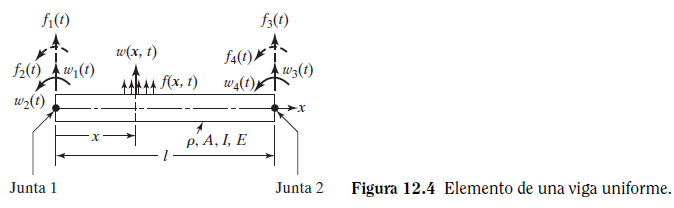 f₁(t) f₃(t)
w(x, t)
f₂(t) w₁(t) f(x, t) f₄(t) w₃(t)
w₂(t) w₄(t)
x
x ρ, A, I, E
l
Junta 1 Junta 2 Figura 12.4 Elemento de una viga uniforme.